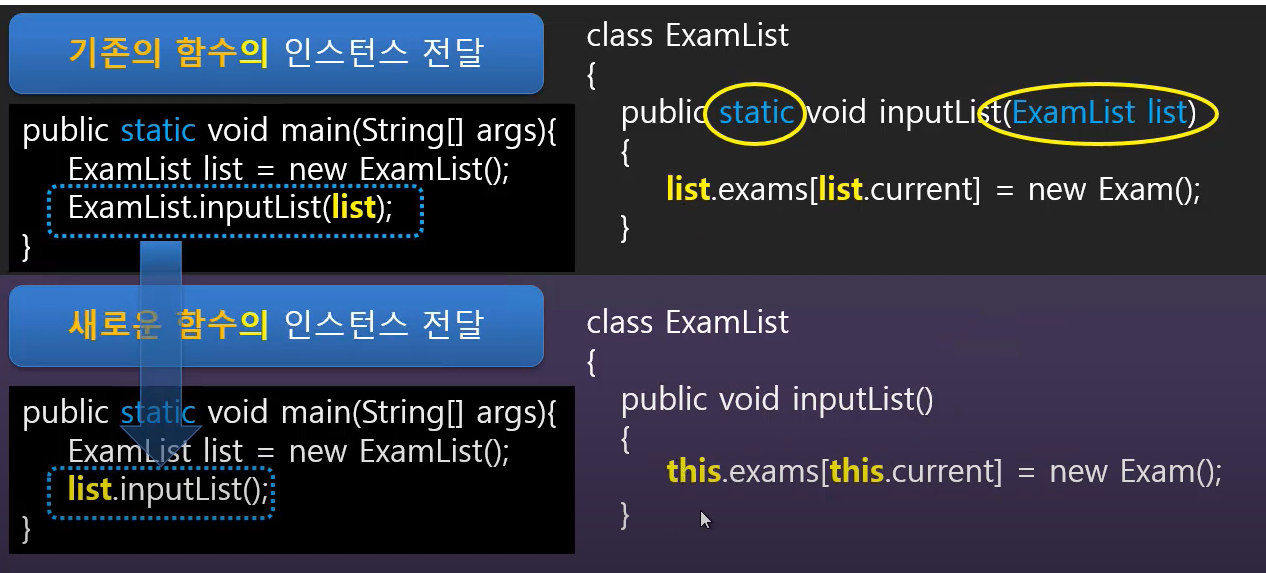 기존의 함수의 인스턴스 전달
public static void main(String[] args){
ExamList list = new ExamList();
ExamList.inputList(list);
}
class ExamList
{
public static void inputList(ExamList list)
{
list.exams[list.current] = new Exam();
}
새로운 함수의 인스턴스 전달
public static void main(String[] args){
ExamList list = new ExamList();
list.inputList();
}
class ExamList
{
public void inputList()
{
this.exams[this.current] = new Exam();
}